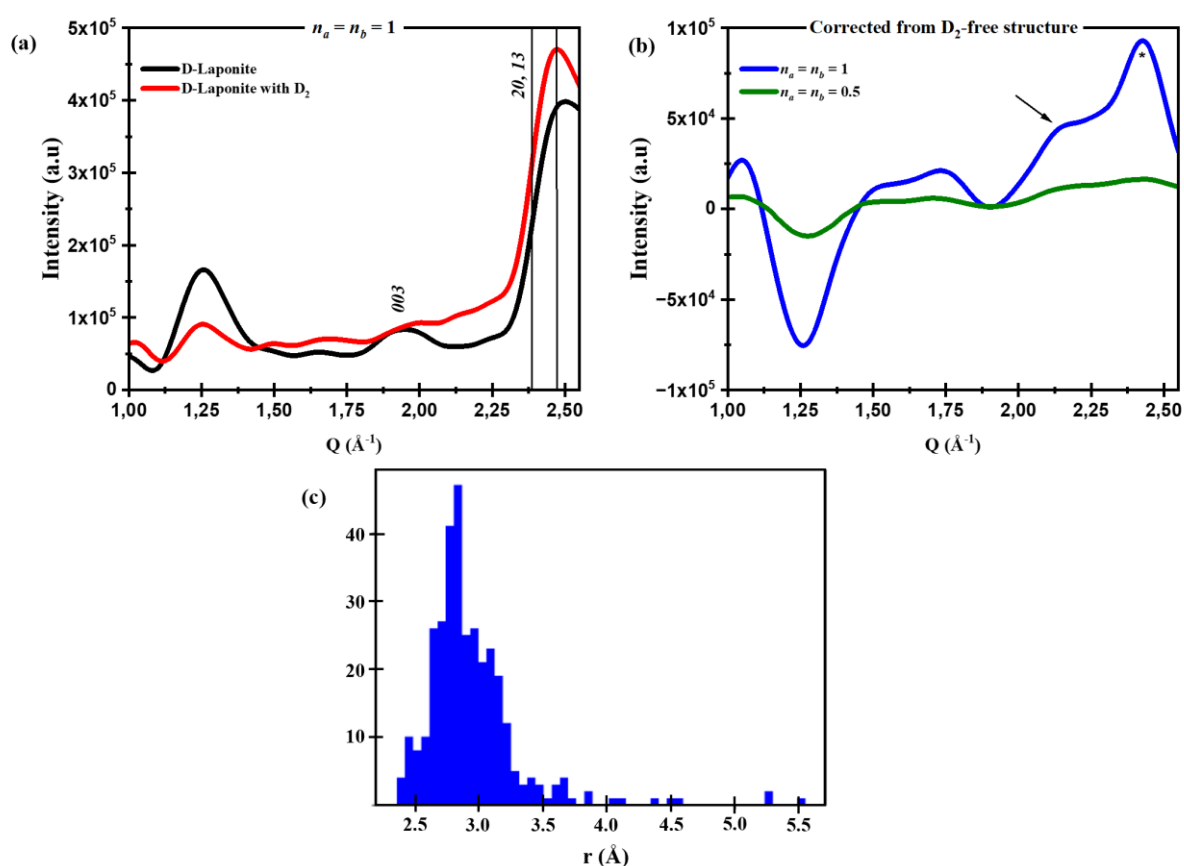 (a)
n_a = n_b = 1
D-Laponite
D-Laponite with D₂
20, 13
003
5x10⁵
4x10⁵
3x10⁵
2x10⁵
1x10⁵
0
Intensity (a.u)
1,00 1,25 1,50 1,75 2,00 2,25 2,50
Q (Å⁻¹)
(b)
Corrected from D₂-free structure
n_a = n_b = 1
n_a = n_b = 0.5
*
1x10⁵
5x10⁴
0
−5x10⁴
−1x10⁵
Intensity (a.u)
1,00 1,25 1,50 1,75 2,00 2,25 2,50
Q (Å⁻¹)
(c)
40
30
20
10
2.5 3.0 3.5 4.0 4.5 5.0 5.5
r (Å)